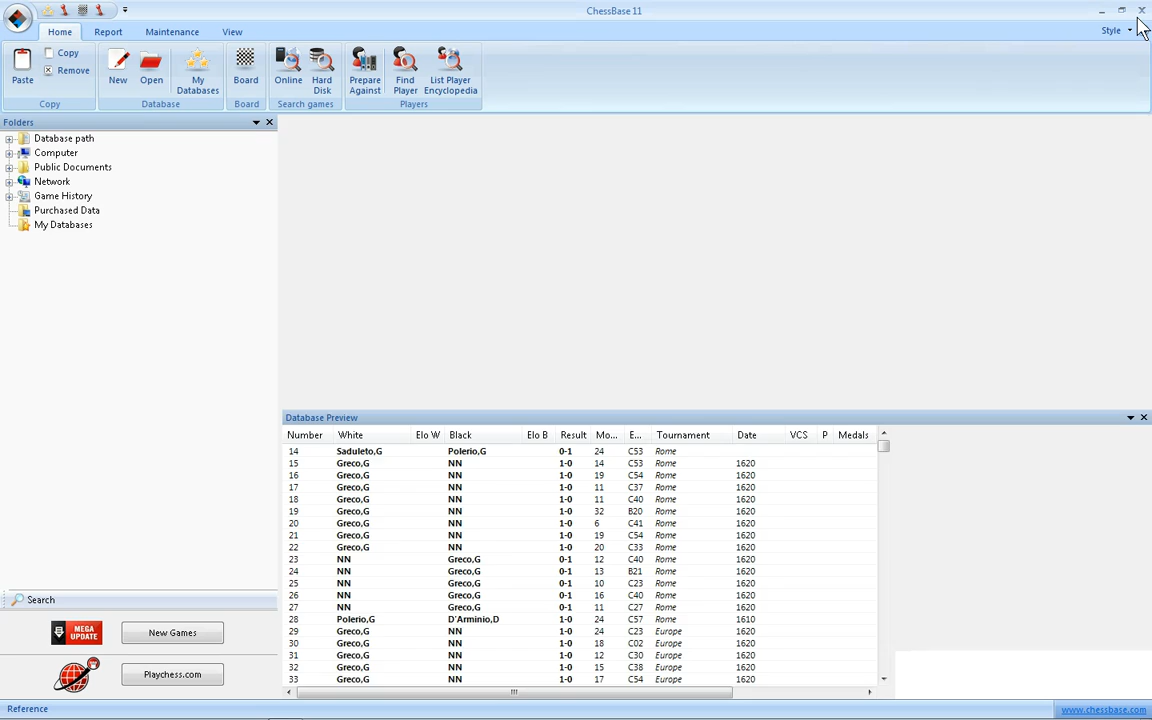 ChessBase 11
Home Report Maintenance View Style
Paste Copy Remove New Open My Databases Board Online Hard Disk Prepare Against Find Player List Player Encyclopedia
Copy Database Board Search games Players
Folders
Database path
Computer
Public Documents
Network
Game History
Purchased Data
My Databases
Search
MEGA UPDATE New Games
Playchess.com
Database Preview
Number White Elo W Black Elo B Result Mo... E... Tournament Date VCS P Medals
14 Saduleto,G Polerio,G 0-1 24 C53 Rome
15 Greco,G NN 1-0 14 C53 Rome 1620
16 Greco,G NN 1-0 19 C54 Rome 1620
17 Greco,G NN 1-0 11 C37 Rome 1620
18 Greco,G NN 1-0 11 C40 Rome 1620
19 Greco,G NN 1-0 32 B20 Rome 1620
20 Greco,G NN 1-0 6 C41 Rome 1620
21 Greco,G NN 1-0 19 C54 Rome 1620
22 Greco,G NN 1-0 20 C33 Rome 1620
23 NN Greco,G 0-1 12 C40 Rome 1620
24 NN Greco,G 0-1 13 B21 Rome 1620
25 NN Greco,G 0-1 10 C23 Rome 1620
26 NN Greco,G 0-1 16 C40 Rome 1620
27 NN Greco,G 0-1 11 C27 Rome 1620
28 Polerio,G D'Arminio,D 1-0 24 C57 Rome 1610
29 Greco,G NN 1-0 24 C23 Europe 1620
30 Greco,G NN 1-0 18 C02 Europe 1620
31 Greco,G NN 1-0 12 C30 Europe 1620
32 Greco,G NN 1-0 15 C38 Europe 1620
33 Greco,G NN 1-0 17 C54 Europe 1620
Reference www.chessbase.com